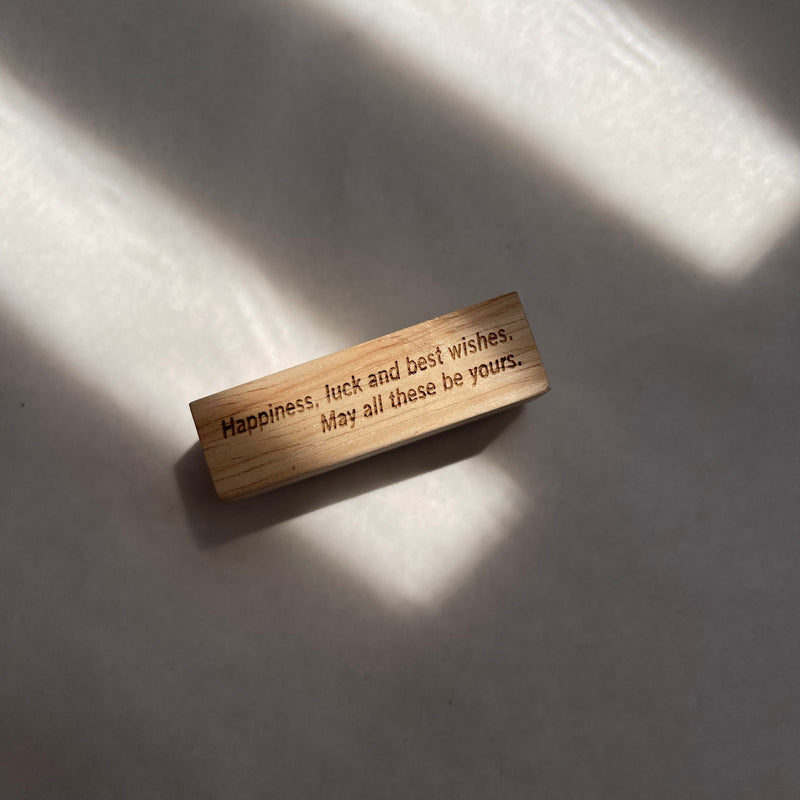 Happiness, luck and best wishes.
May all these be yours.